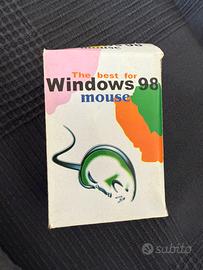 The best for
Windows 98
mouse
subito